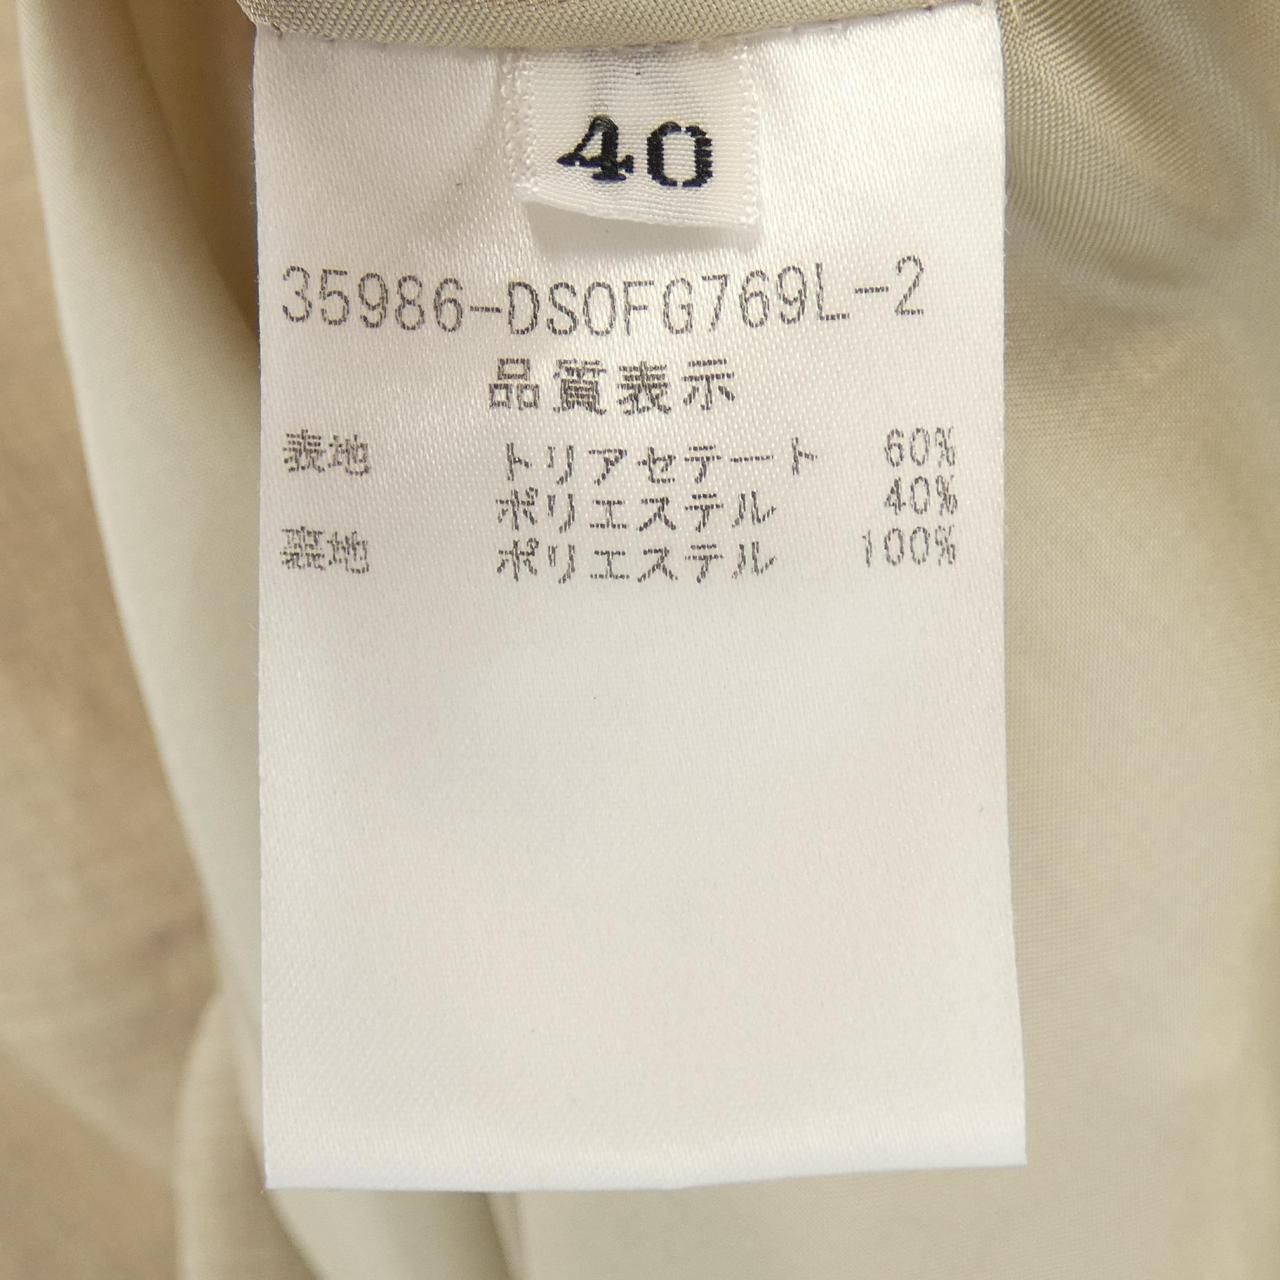 40
35986-DSOFG769L-2
品質表示
表地 トリアセテート 60%
ポリエステル 40%
裏地 ポリエステル 100%